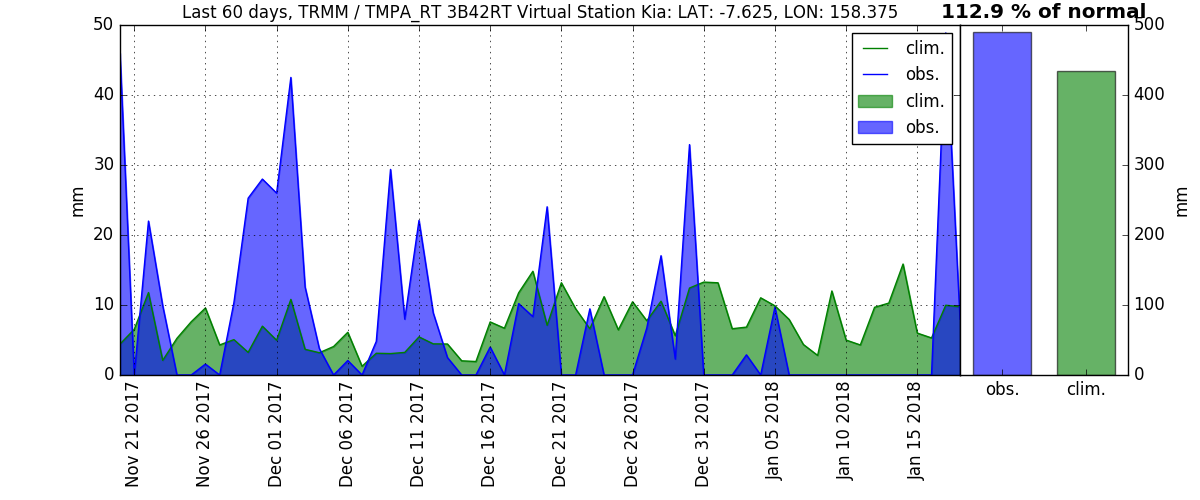 Last 60 days, TRMM / TMPA_RT 3B42RT Virtual Station Kia: LAT: -7.625, LON: 158.375
112.9 % of normal
50
40
30
20
10
0
mm
clim.
obs.
clim.
obs.
500
400
300
200
100
0
mm
obs.
clim.
Nov 21 2017
Nov 26 2017
Dec 01 2017
Dec 06 2017
Dec 11 2017
Dec 16 2017
Dec 21 2017
Dec 26 2017
Dec 31 2017
Jan 05 2018
Jan 10 2018
Jan 15 2018